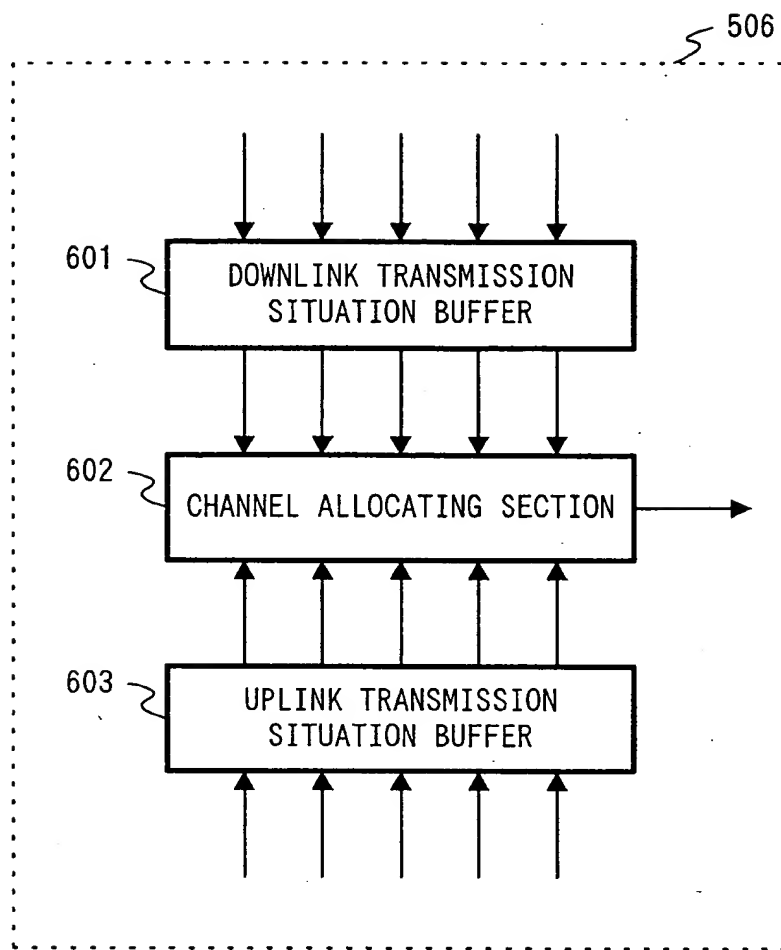 506
601
DOWNLINK TRANSMISSION
SITUATION BUFFER
602
CHANNEL ALLOCATING SECTION
603
UPLINK TRANSMISSION
SITUATION BUFFER